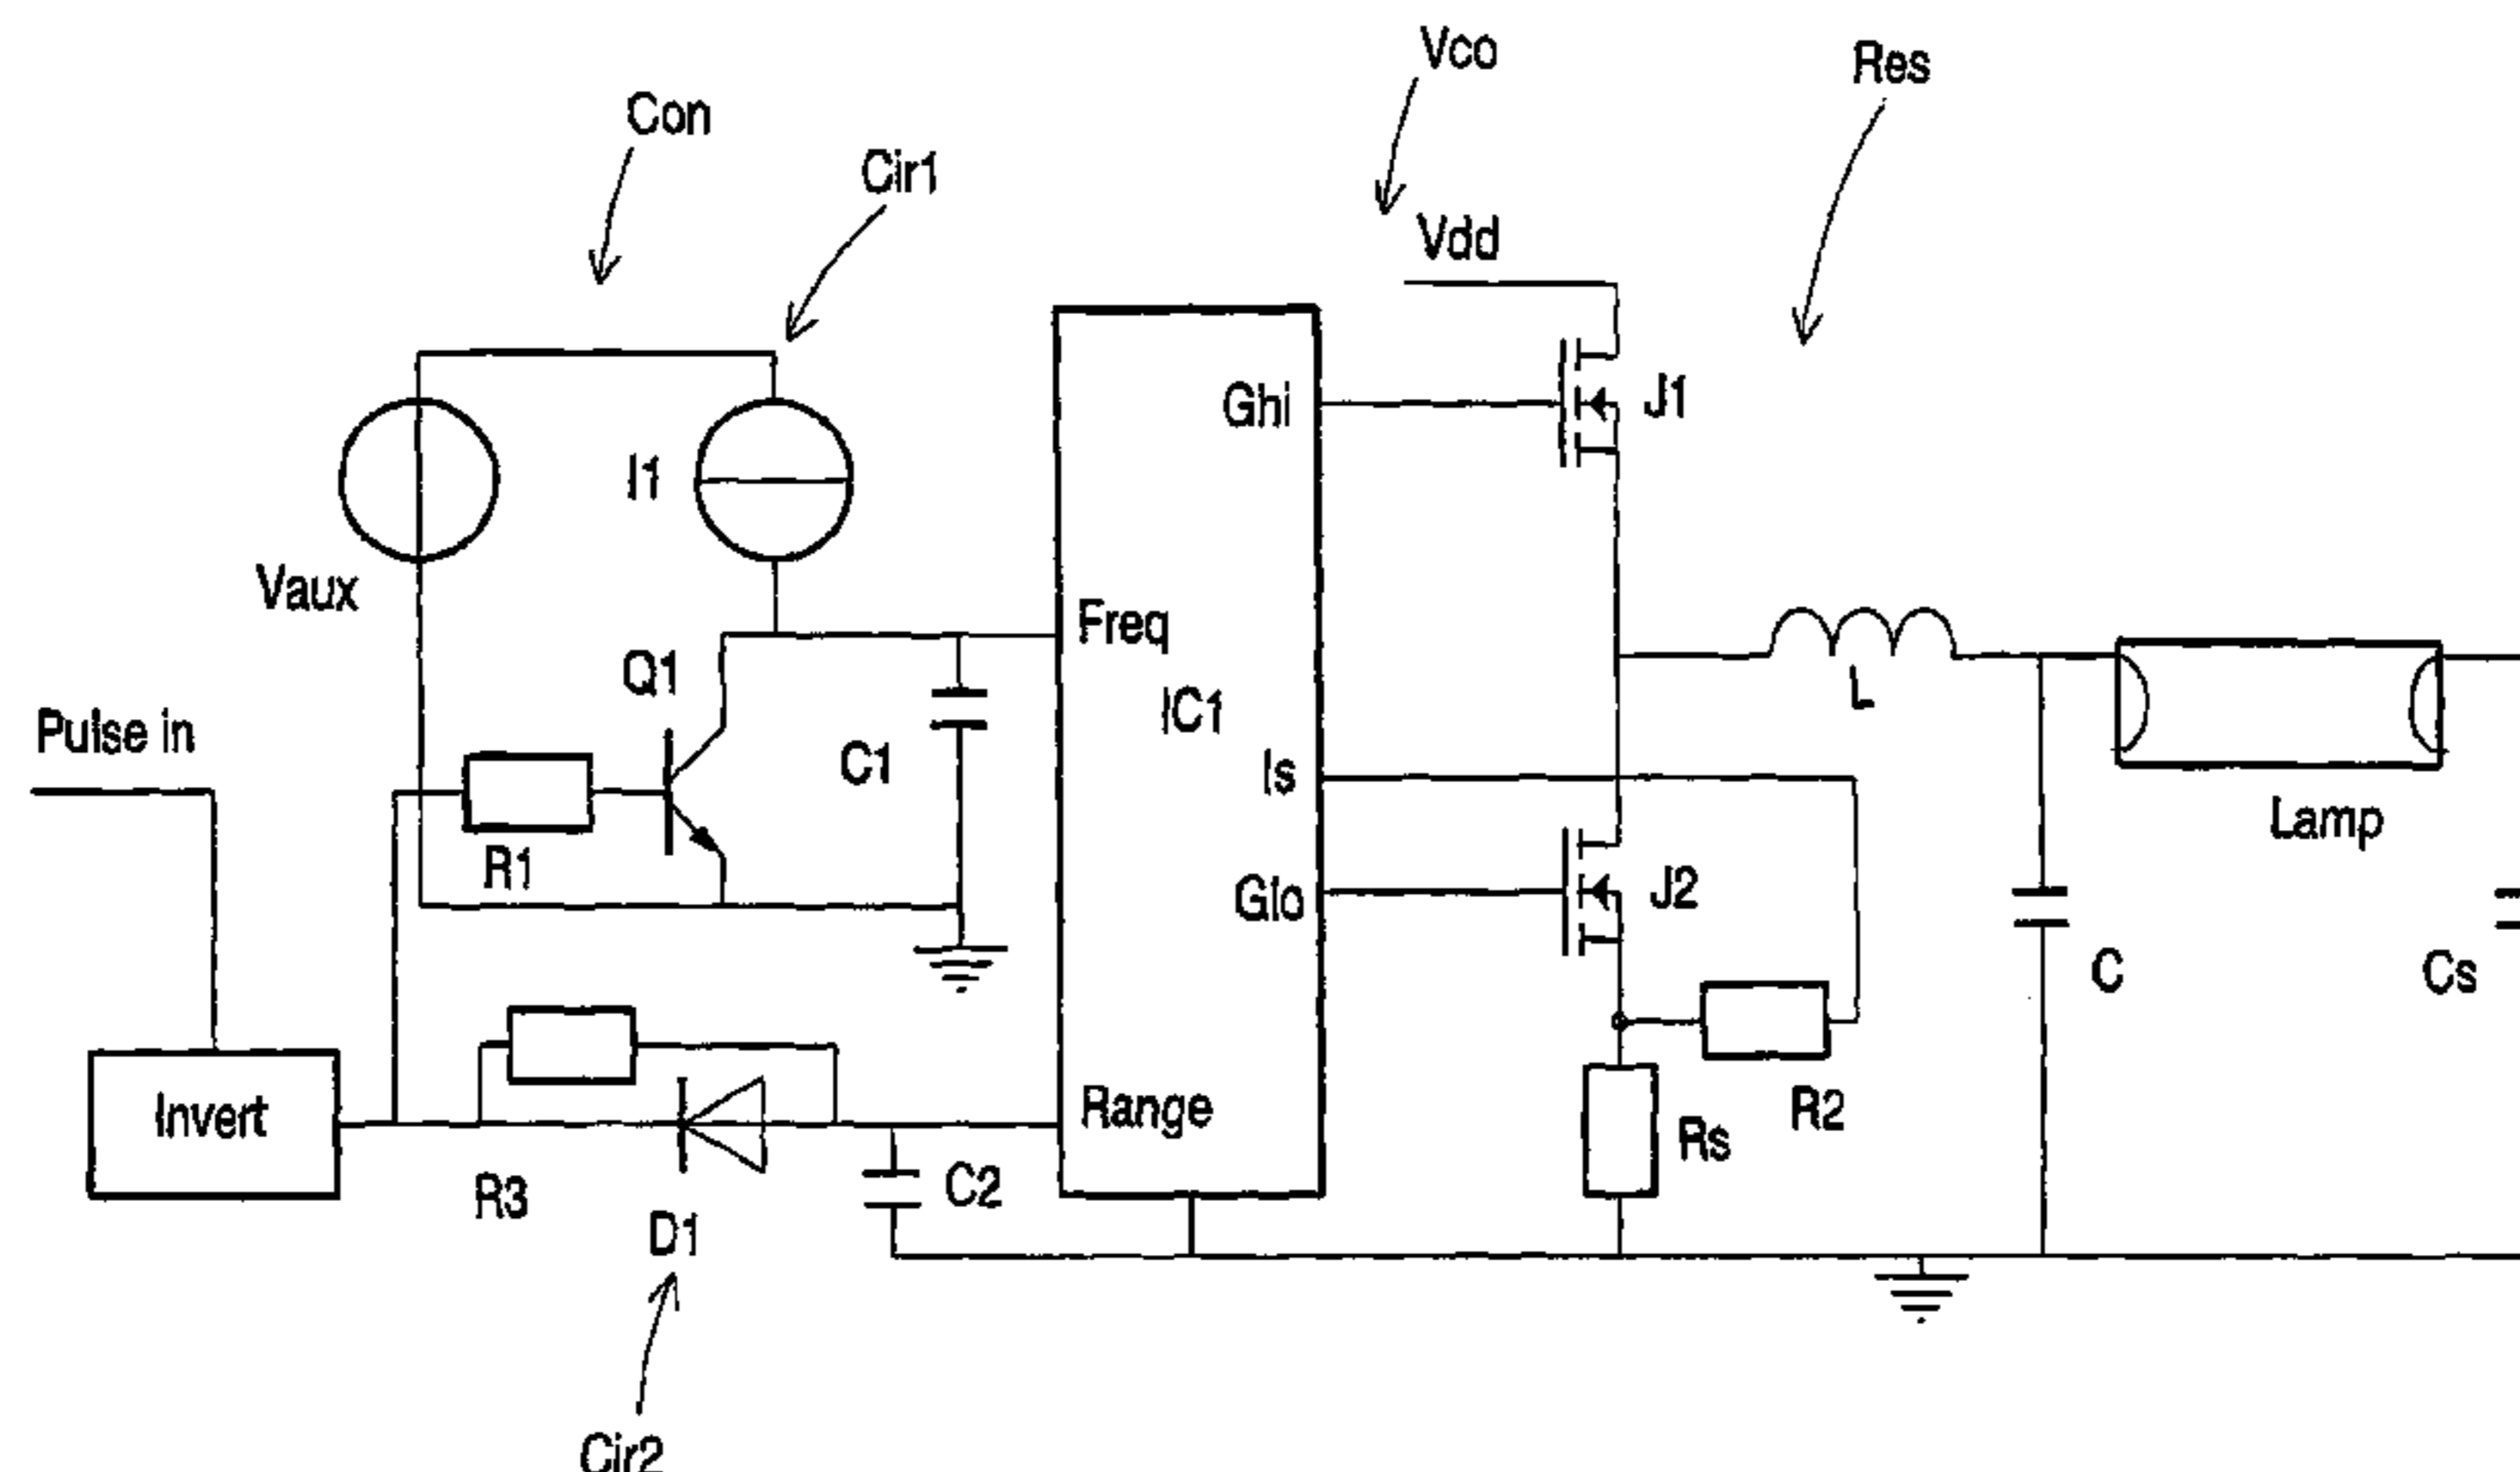 Vco
Res
Con
Cir1
Vdd
Ghi
J1
I1
Vaux
Freq
Q1
IC1
L
Pulse in
C1
Is
Lamp
R1
Glo
J2
C
Cs
Invert
Range
R2
Rs
R3
C2
D1
Cir2